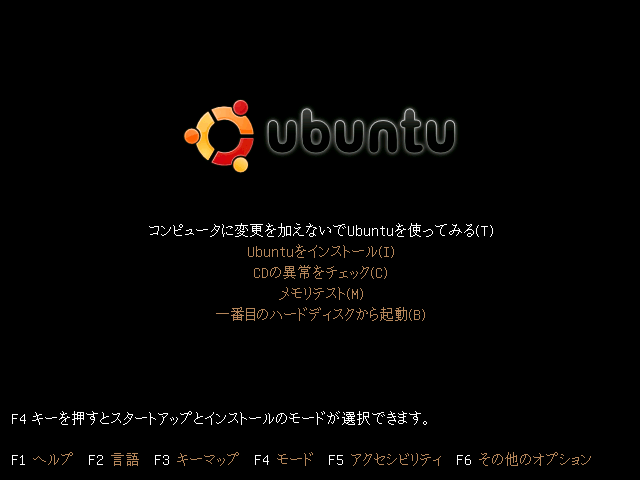 ubuntu
コンピュータに変更を加えないでUbuntuを使ってみる(T)
Ubuntuをインストール(I)
CDの異常をチェック(C)
メモリテスト(M)
一番目のハードディスクから起動(B)
F4 キーを押すとスタートアップとインストールのモードが選択できます。
F1 ヘルプ F2 言語 F3 キーマップ F4 モード F5 アクセシビリティ F6 その他のオプション